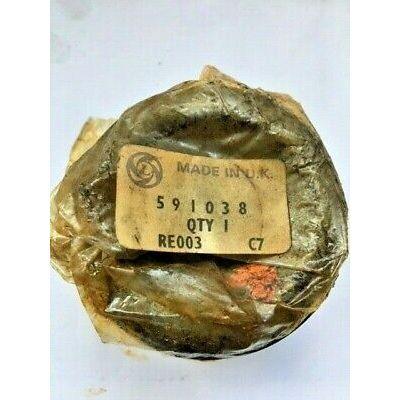 MADE IN U.K.
591038
QTY 1
RE003 C7